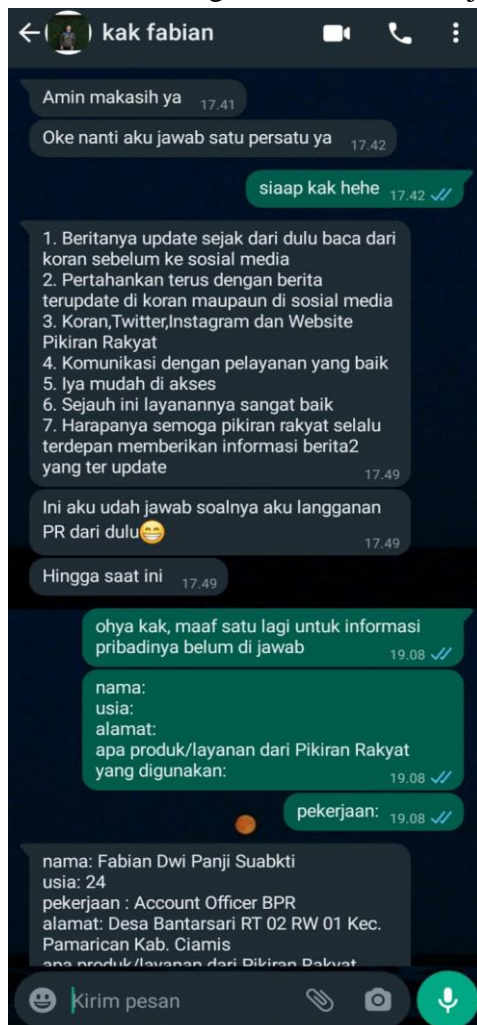 kak fabian
Amin makasih ya 17.41
Oke nanti aku jawab satu persatu ya 17.42
siaap kak hehe 17.42
1. Beritanya update sejak dari dulu baca dari
koran sebelum ke sosial media
2. Pertahankan terus dengan berita
terupdate di koran maupaun di sosial media
3. Koran,Twitter,Instagram dan Website
Pikiran Rakyat
4. Komunikasi dengan pelayanan yang baik
5. Iya mudah di akses
6. Sejauh ini layanannya sangat baik
7. Harapanya semoga pikiran rakyat selalu
terdepan memberikan informasi berita2
yang ter update 17.49
Ini aku udah jawab soalnya aku langganan
PR dari dulu😁 17.49
Hingga saat ini 17.49
ohya kak, maaf satu lagi untuk informasi
pribadinya belum di jawab 19.08
nama:
usia:
alamat:
apa produk/layanan dari Pikiran Rakyat
yang digunakan: 19.08
pekerjaan: 19.08
nama: Fabian Dwi Panji Suabkti
usia: 24
pekerjaan : Account Officer BPR
alamat: Desa Bantarsari RT 02 RW 01 Kec.
Pamarican Kab. Ciamis
apa produk/layanan dari Pikiran Rakyat
Kirim pesan